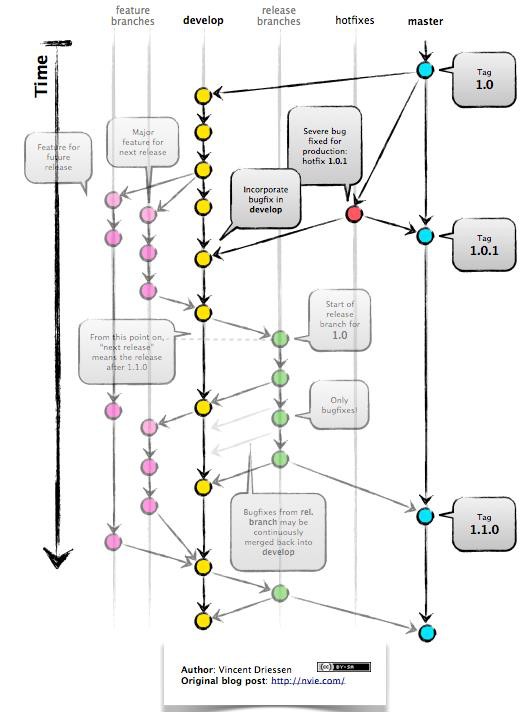 feature
branches
develop
release
branches
hotfixes
master
Time
Tag
1.0
Feature for
future
release
Major
feature for
next release
Severe bug
fixed for
production:
hotfix 1.0.1
Incorporate
bugfix in
develop
Tag
1.0.1
Start of
release
branch for
1.0
From this point on,
"next release"
means the release
after 1.1.0
Only
bugfixes!
Bugfixes from rel.
branch may be
continuously
merged back into
develop
Tag
1.1.0
Author: Vincent Driessen
Original blog post: http://nvie.com/
cc BY-SA